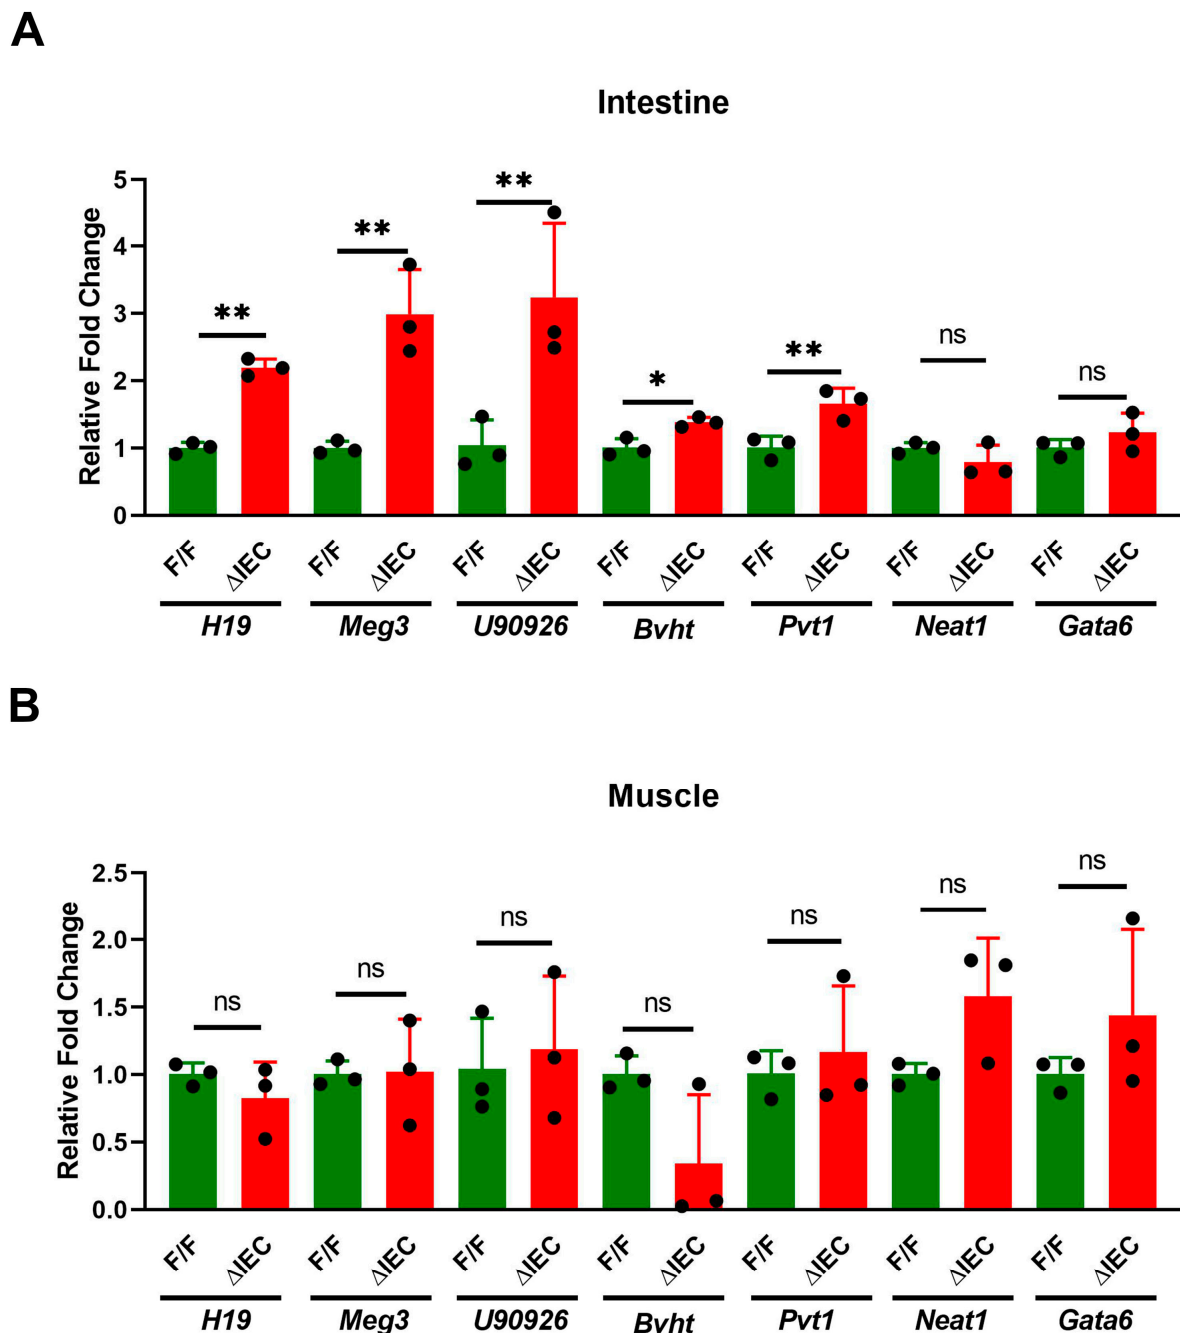 A
Intestine
Relative Fold Change
5
4
3
2
1
0
** ** ** * ** ns ns
F/F ΔIEC F/F ΔIEC F/F ΔIEC F/F ΔIEC F/F ΔIEC F/F ΔIEC F/F ΔIEC
H19 Meg3 U90926 Bvht Pvt1 Neat1 Gata6
B
Muscle
Relative Fold Change
2.5
2.0
1.5
1.0
0.5
0.0
ns ns ns ns ns ns ns
F/F ΔIEC F/F ΔIEC F/F ΔIEC F/F ΔIEC F/F ΔIEC F/F ΔIEC F/F ΔIEC
H19 Meg3 U90926 Bvht Pvt1 Neat1 Gata6